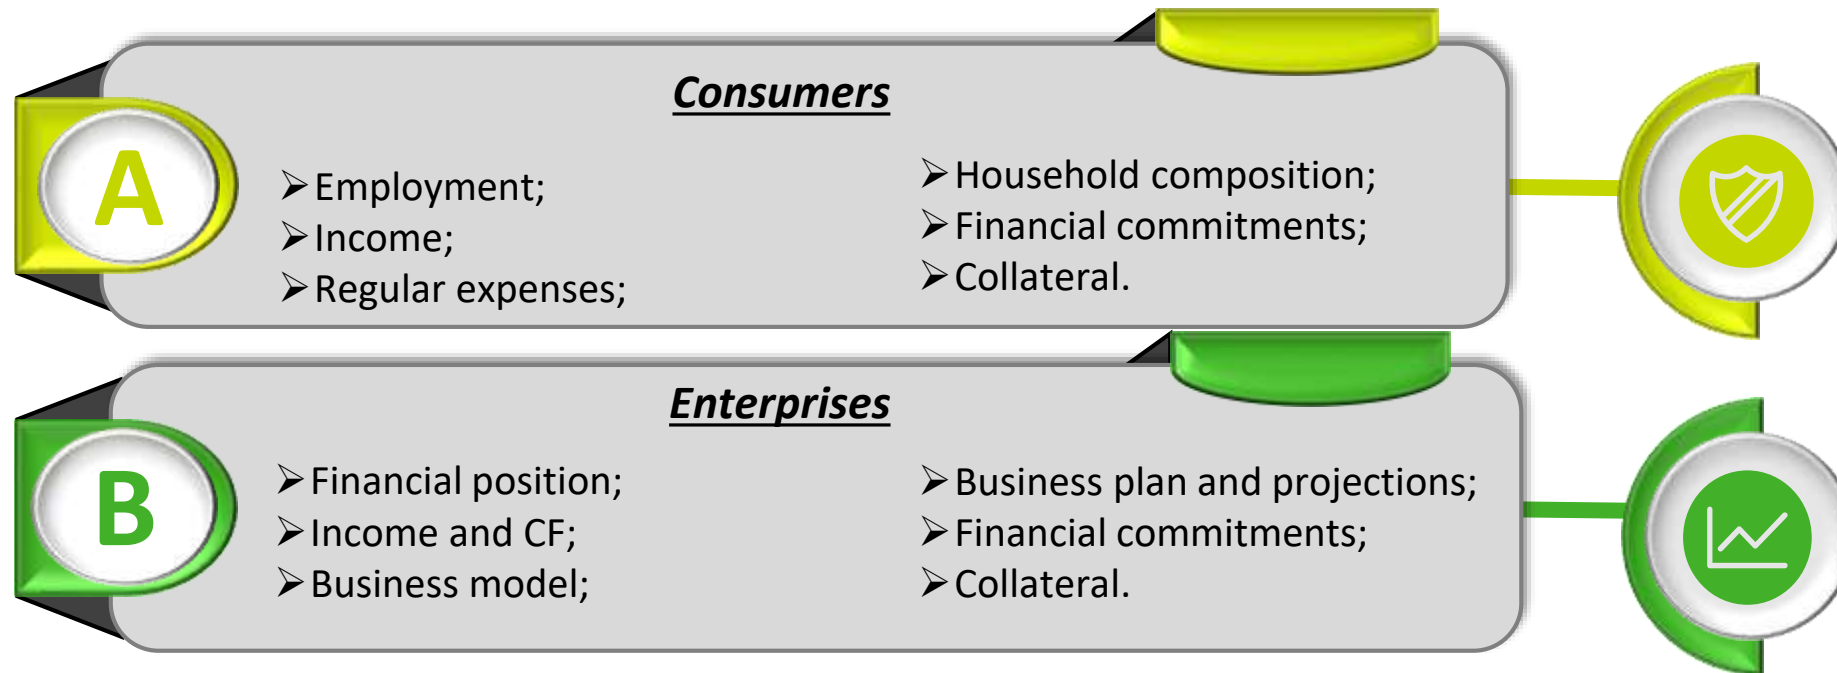 A
Consumers
➢Employment;
➢Income;
➢Regular expenses;
➢Household composition;
➢Financial commitments;
➢Collateral.
B
Enterprises
➢Financial position;
➢Income and CF;
➢Business model;
➢Business plan and projections;
➢Financial commitments;
➢Collateral.